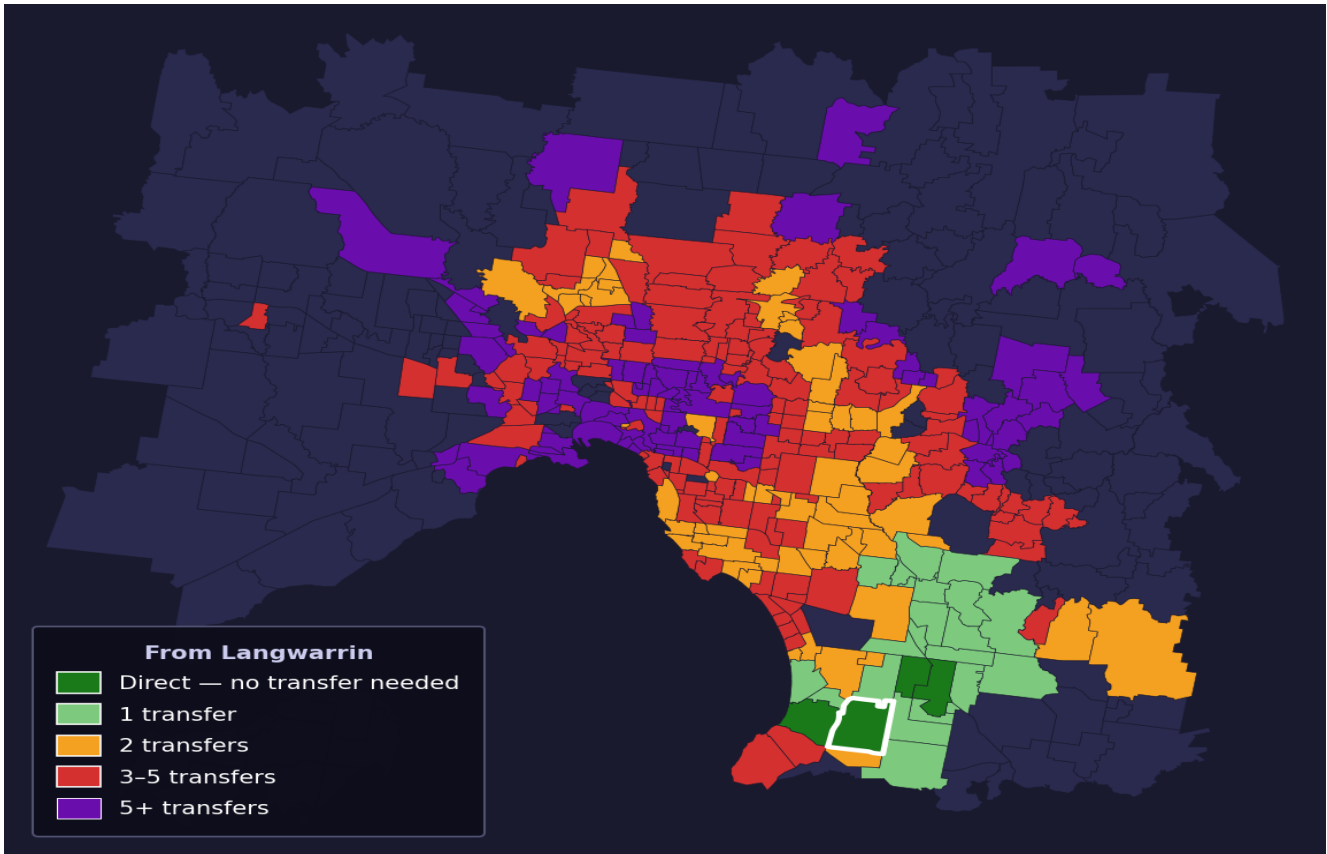 From Langwarrin
Direct — no transfer needed
1 transfer
2 transfers
3–5 transfers
5+ transfers